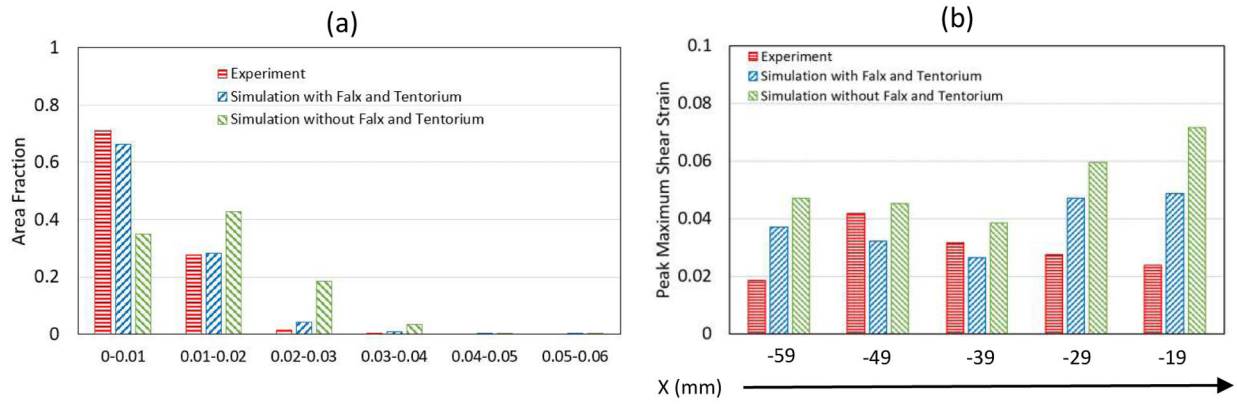 (a)
1
0.8
0.6
0.4
0.2
0
Area Fraction
Experiment
Simulation with Falx and Tentorium
Simulation without Falx and Tentorium
0-0.01 0.01-0.02 0.02-0.03 0.03-0.04 0.04-0.05 0.05-0.06
(b)
0.1
0.08
0.06
0.04
0.02
0
Peak Maximum Shear Strain
Experiment
Simulation with Falx and Tentorium
Simulation without Falx and Tentorium
-59 -49 -39 -29 -19
X (mm)